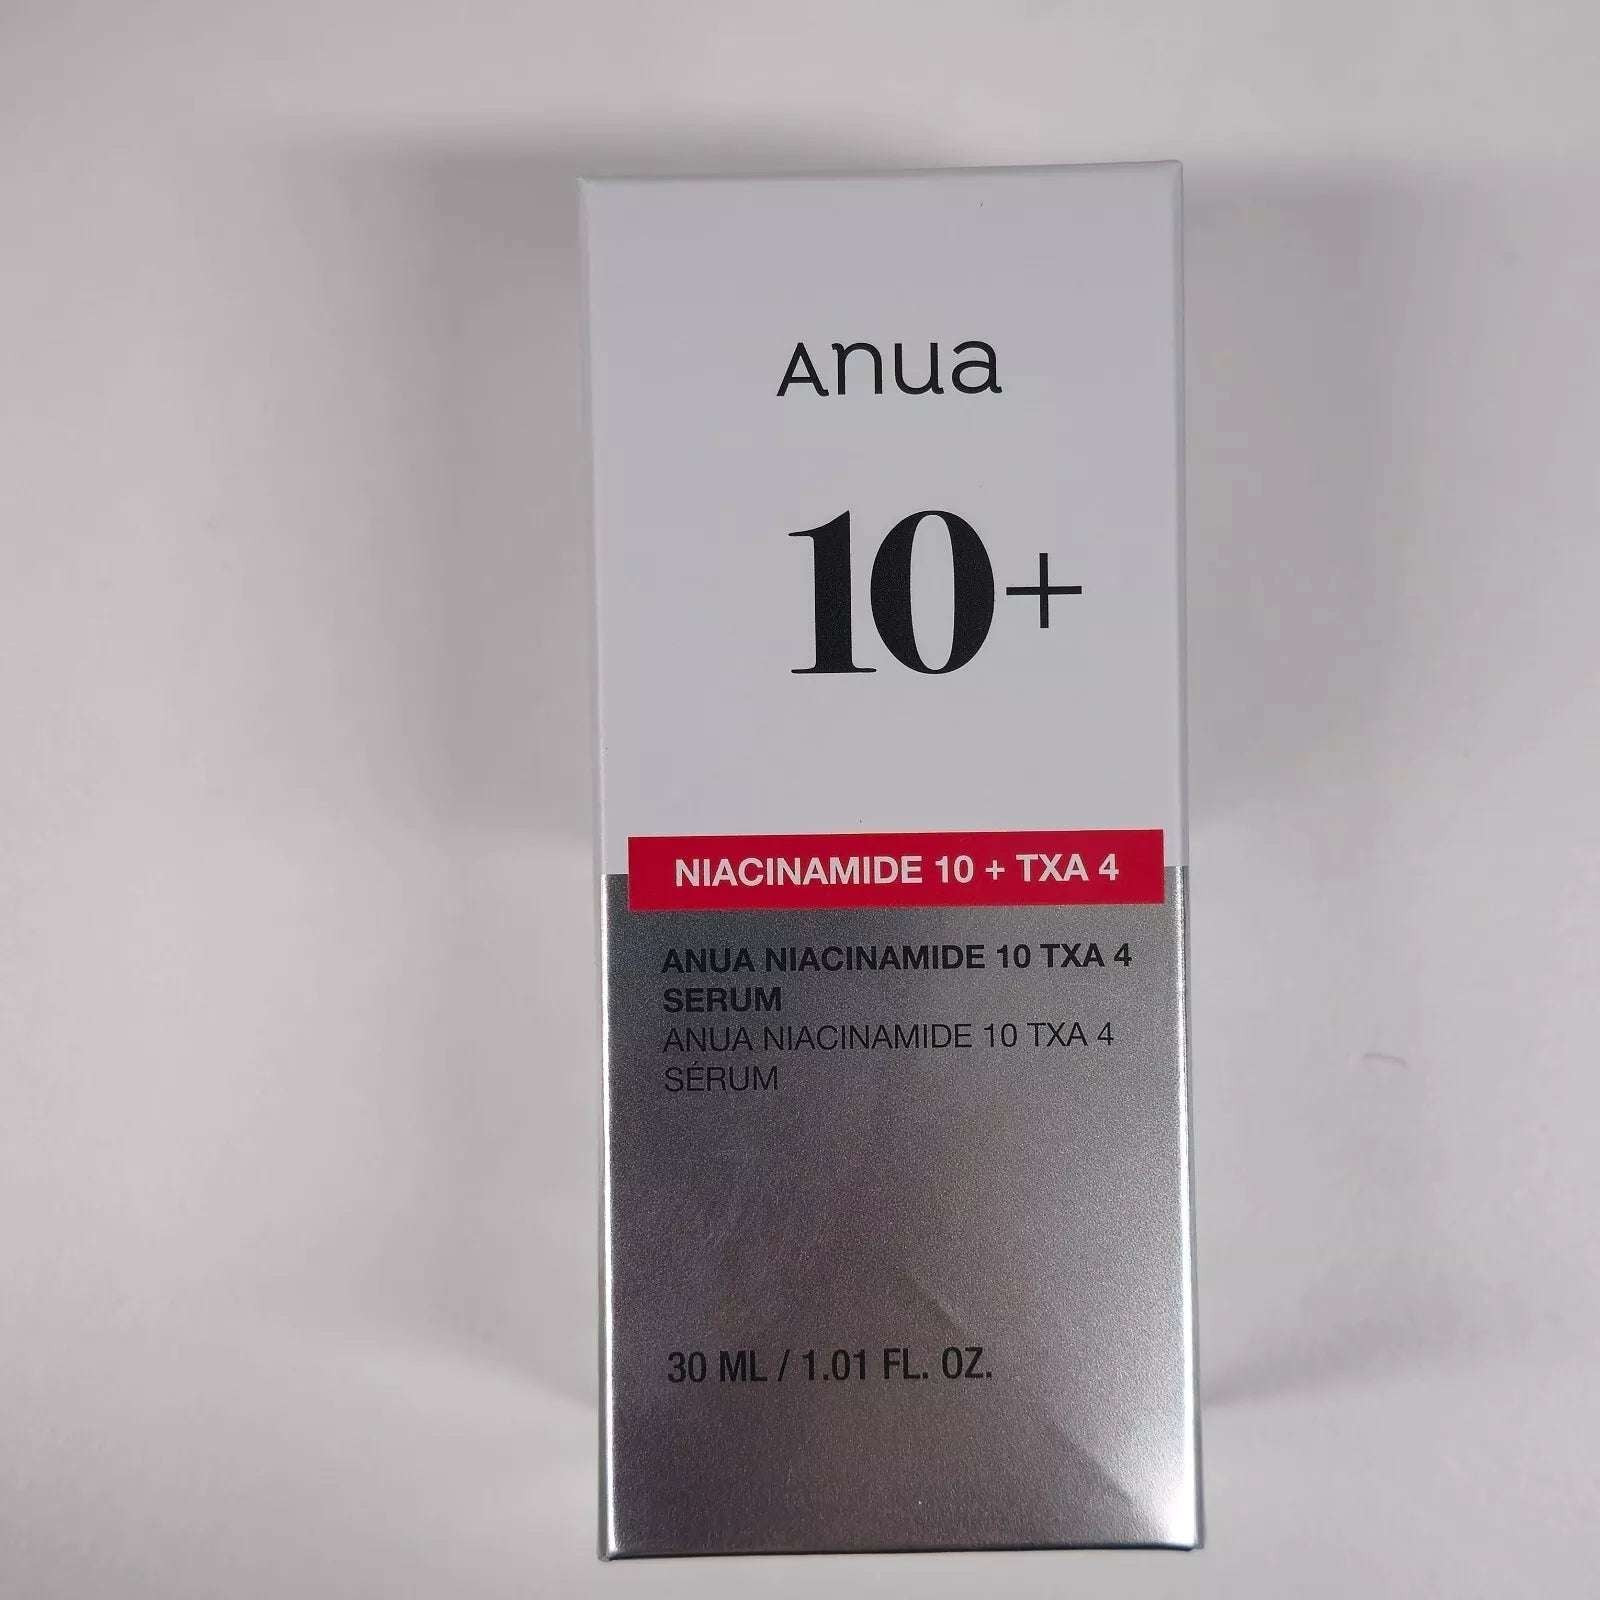 Anua
10+
NIACINAMIDE 10 + TXA 4
ANUA NIACINAMIDE 10 TXA 4
SERUM
ANUA NIACINAMIDE 10 TXA 4
SÉRUM
30 ML / 1.01 FL. OZ.